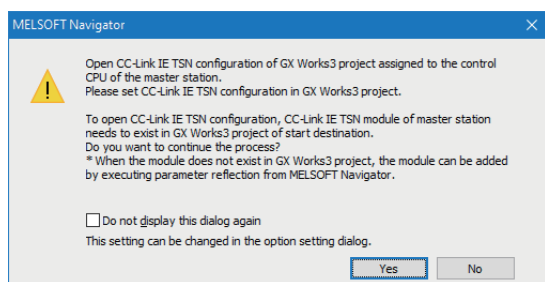 MELSOFT Navigator
Open CC-Link IE TSN configuration of GX Works3 project assigned to the control
CPU of the master station.
Please set CC-Link IE TSN configuration in GX Works3 project.
To open CC-Link IE TSN configuration, CC-Link IE TSN module of master station
needs to exist in GX Works3 project of start destination.
Do you want to continue the process?
* When the module does not exist in GX Works3 project, the module can be added
by executing parameter reflection from MELSOFT Navigator.
Do not display this dialog again
This setting can be changed in the option setting dialog.
Yes No